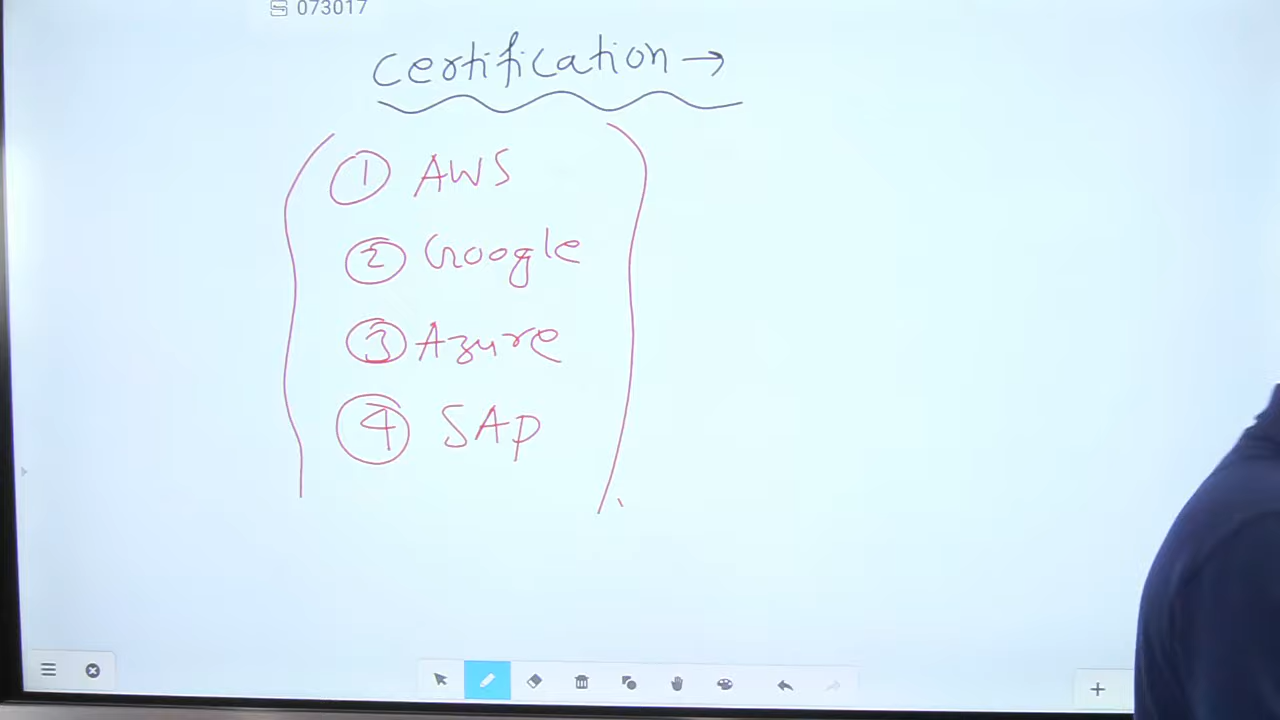 073017
Certification →
① AWS
② Google
③ Azure
④ SAP